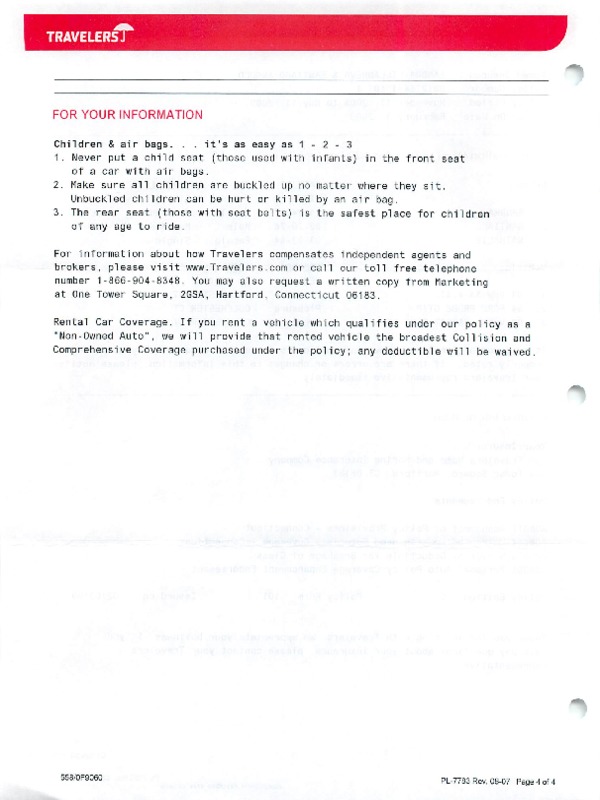 TRAVELERS
FOR YOUR INFORMATION
Children & air bags. . . it's as easy as 1 - 2 - 3
1. Never put a child seat (those used with infants) in the front seat
of a car with air bags.
2. Make sure all children are buckled up no matter where they sit.
Unbuckled children can be hurt or killed by an air bag.
3. The rear seat (those with seat belts) is the safest place for children
of any age to ride.
For information about how Travelers compensates independent agents and
brokers, please visit www.Travelers.com or call our toll free telephone
number 1-866-904-8348. You may also request a written copy from Marketing
at One Tower Square, 2GSA, Hartford, Connecticut 06183.
Rental Car Coverage. If you rent a vehicle which qualifies under our policy as a
"Non-Owned Auto", we will provide that rented vehicle the broadest Collision and
Comprehensive Coverage purchased under the policy; any deductible will be waived.
558/0F9060
PL-7783 Rev. 08-07 Page 4 of 4